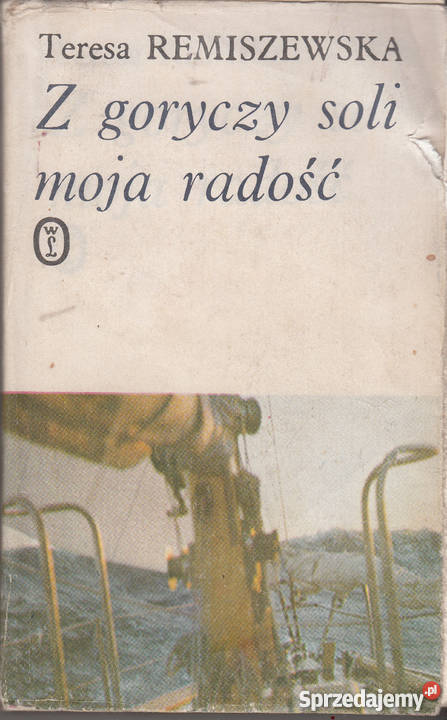 Teresa REMISZEWSKA
Z goryczy soli
moja radość
WL
Sprzedajemy.pl